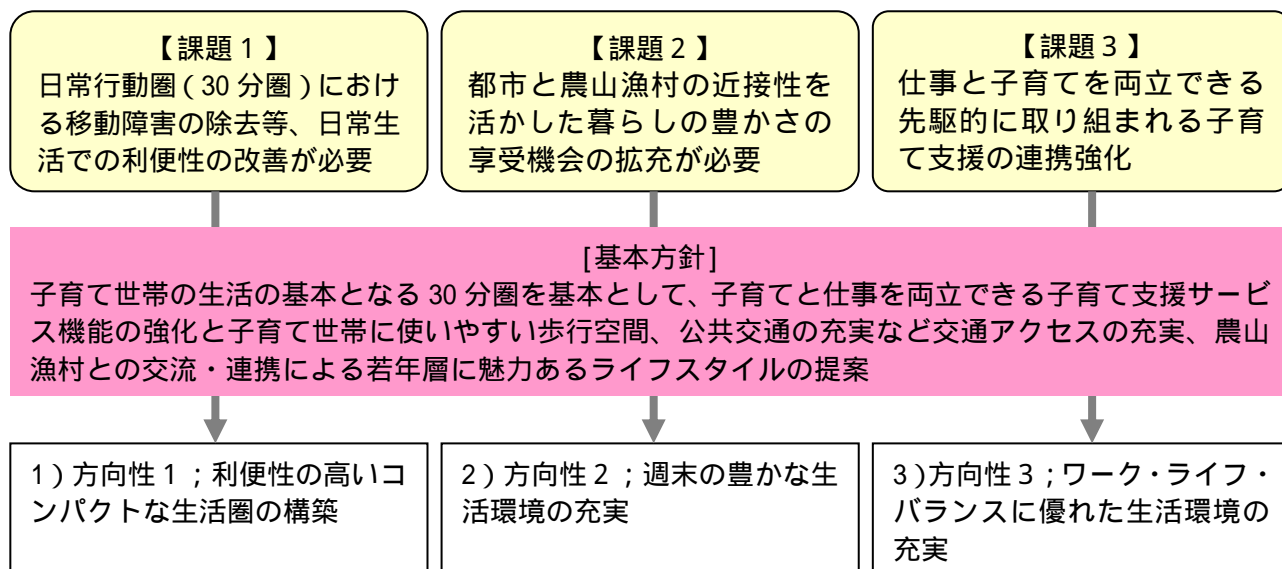 【課題１】
日常行動圏（30 分圏）におけ
る移動障害の除去等、日常生
活での利便性の改善が必要
【課題２】
都市と農山漁村の近接性を
活かした暮らしの豊かさの
享受機会の拡充が必要
【課題３】
仕事と子育てを両立できる
先駆的に取り組まれる子育
て支援の連携強化
[基本方針]
子育て世帯の生活の基本となる 30 分圏を基本として、子育てと仕事を両立できる子育て支援サービ
ス機能の強化と子育て世帯に使いやすい歩行空間、公共交通の充実など交通アクセスの充実、農山
漁村との交流・連携による若年層に魅力あるライフスタイルの提案
1）方向性１；利便性の高いコ
ンパクトな生活圏の構築
2）方向性２；週末の豊かな生
活環境の充実
3）方向性３；ワーク・ライフ・
バランスに優れた生活環境の
充実